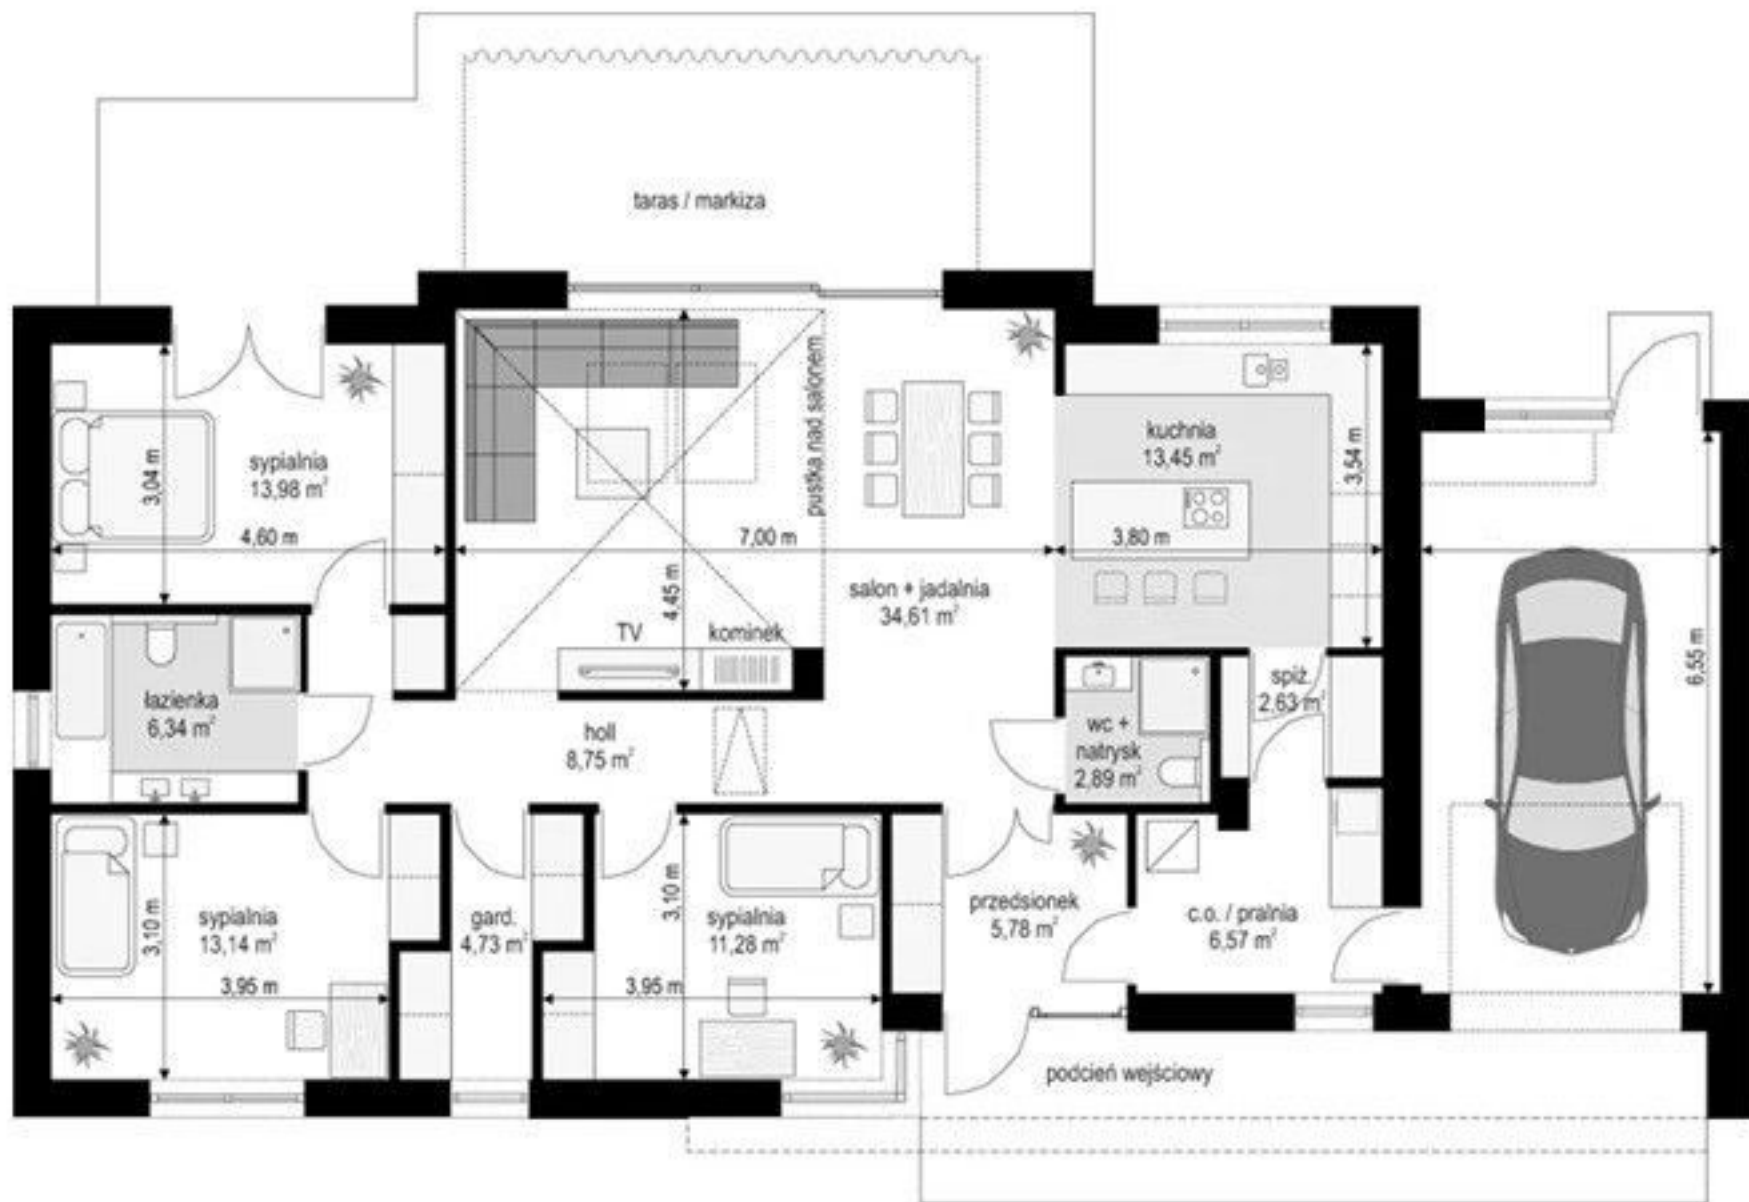 taras / markiza
pustka nad salonem
sypialnia
13,98 m²
3,04 m
4,60 m
7,00 m
4,45 m
salon + jadalnia
34,61 m²
TV
kominek
kuchnia
13,45 m²
3,54 m
3,80 m
6,55 m
łazienka
6,34 m²
holl
8,75 m²
wc +
natrysk
2,89 m²
spiż.
2,63 m²
sypialnia
13,14 m²
3,10 m
3,95 m
gard.
4,73 m²
3,10 m
sypialnia
11,28 m²
3,95 m
przedsionek
5,78 m²
c.o. / pralnia
6,57 m²
podcień wejściowy